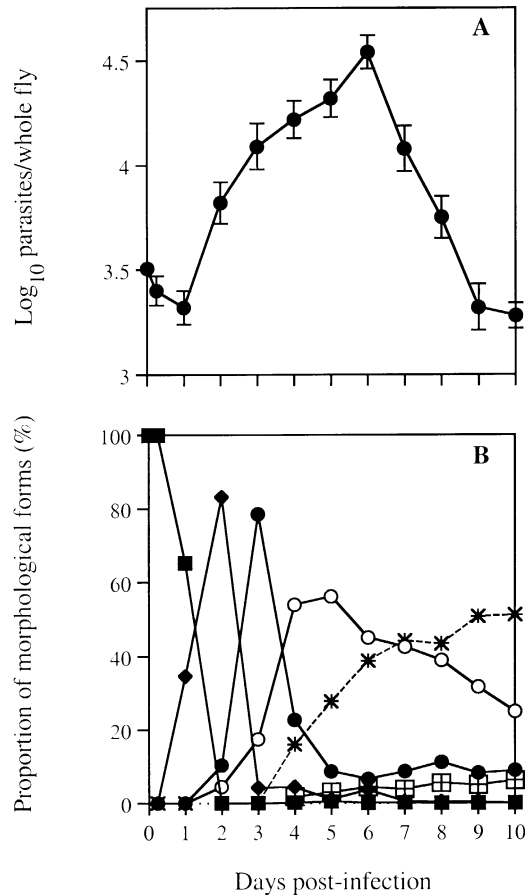 A
Log10 parasites/whole fly
4.5
4
3.5
3
B
Proportion of morphological forms (%)
100
80
60
40
20
0
0 1 2 3 4 5 6 7 8 9 10
Days post-infection